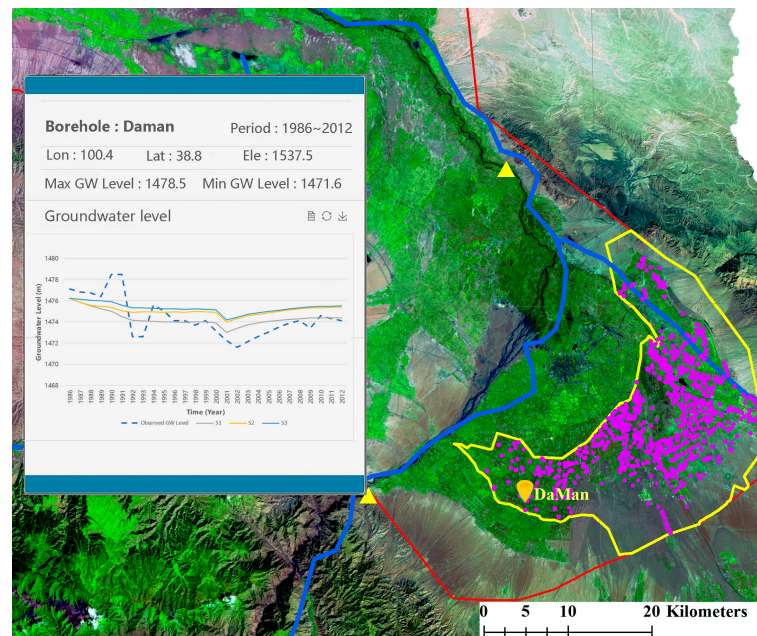 Borehole : Daman
Period : 1986~2012
Lon : 100.4 Lat : 38.8 Ele : 1537.5
Max GW Level : 1478.5 Min GW Level : 1471.6
Groundwater level
1480
1478
1476
1474
1472
1470
1468
Groundwater Level (m)
1986 1987 1988 1989 1990 1991 1992 1993 1994 1995 1996 1997 1998 1999 2000 2001 2002 2003 2004 2005 2006 2007 2008 2009 2010 2011 2012
Time (Year)
Observed GW Level S1 S2 S3
DaMan
0 5 10 20 Kilometers